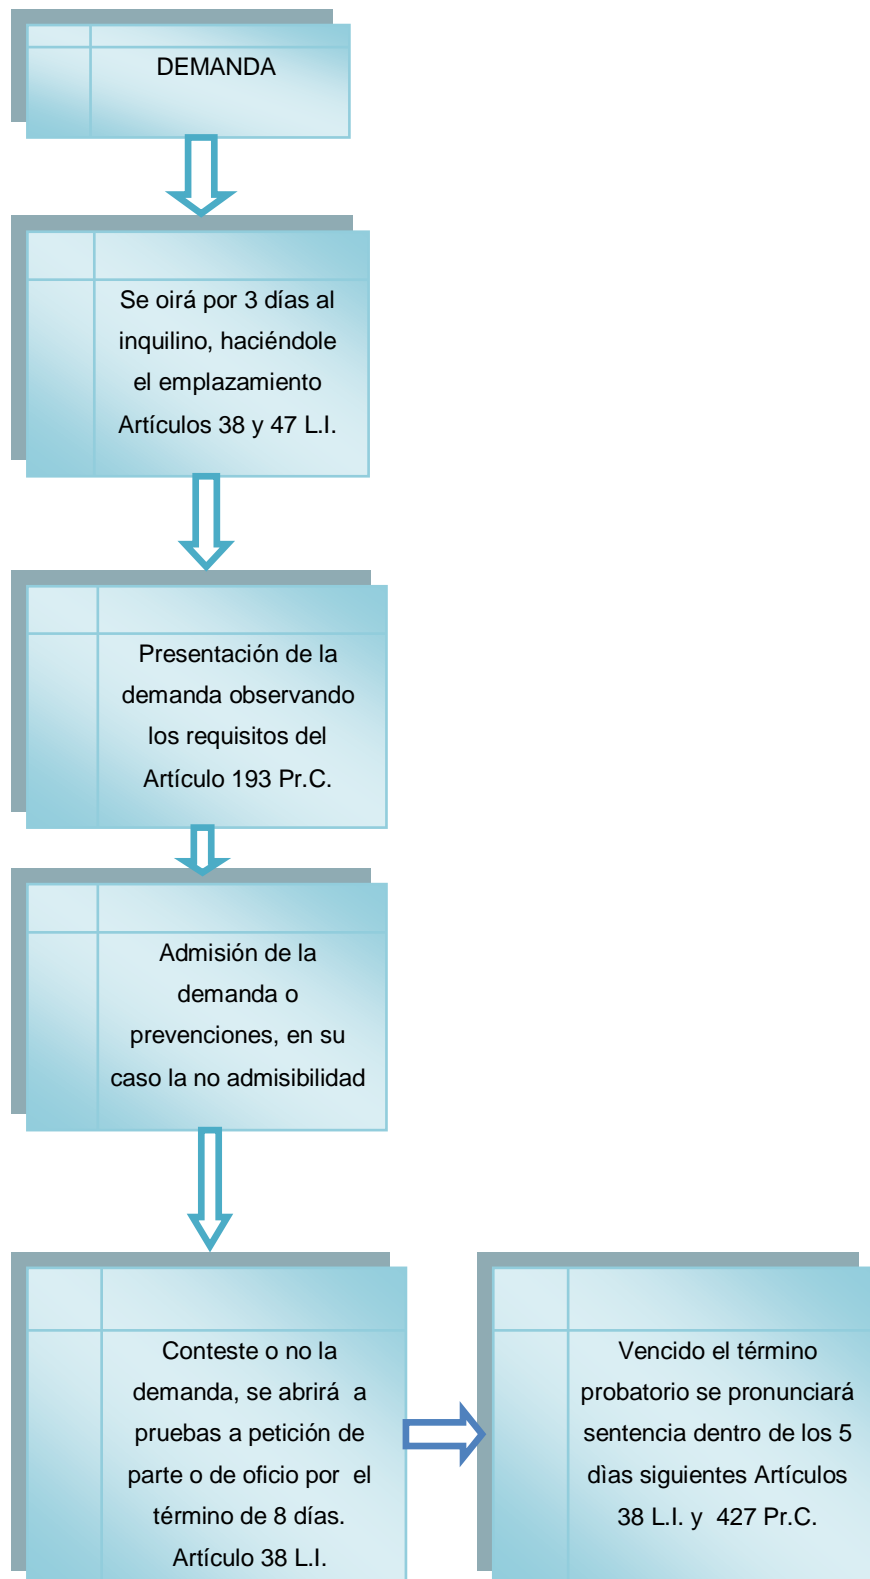 DEMANDA
Se oirá por 3 días al
inquilino, haciéndole
el emplazamiento
Artículos 38 y 47 L.I.
Presentación de la
demanda observando
los requisitos del
Artículo 193 Pr.C.
Admisión de la
demanda o
prevenciones, en su
caso la no admisibilidad
Conteste o no la
demanda, se abrirá a
pruebas a petición de
parte o de oficio por el
término de 8 días.
Artículo 38 L.I.
Vencido el término
probatorio se pronunciará
sentencia dentro de los 5
dìas siguientes Artículos
38 L.I. y 427 Pr.C.